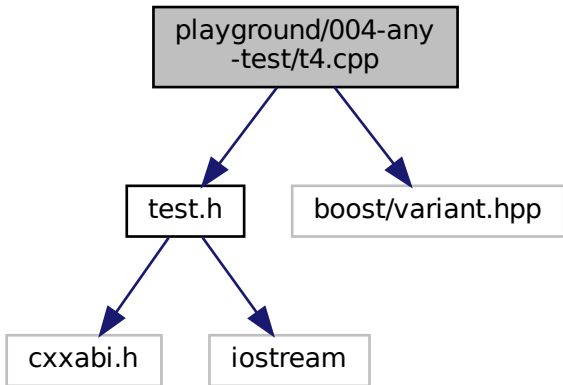 playground/004-any
-test/t4.cpp
test.h
boost/variant.hpp
cxxabi.h
iostream